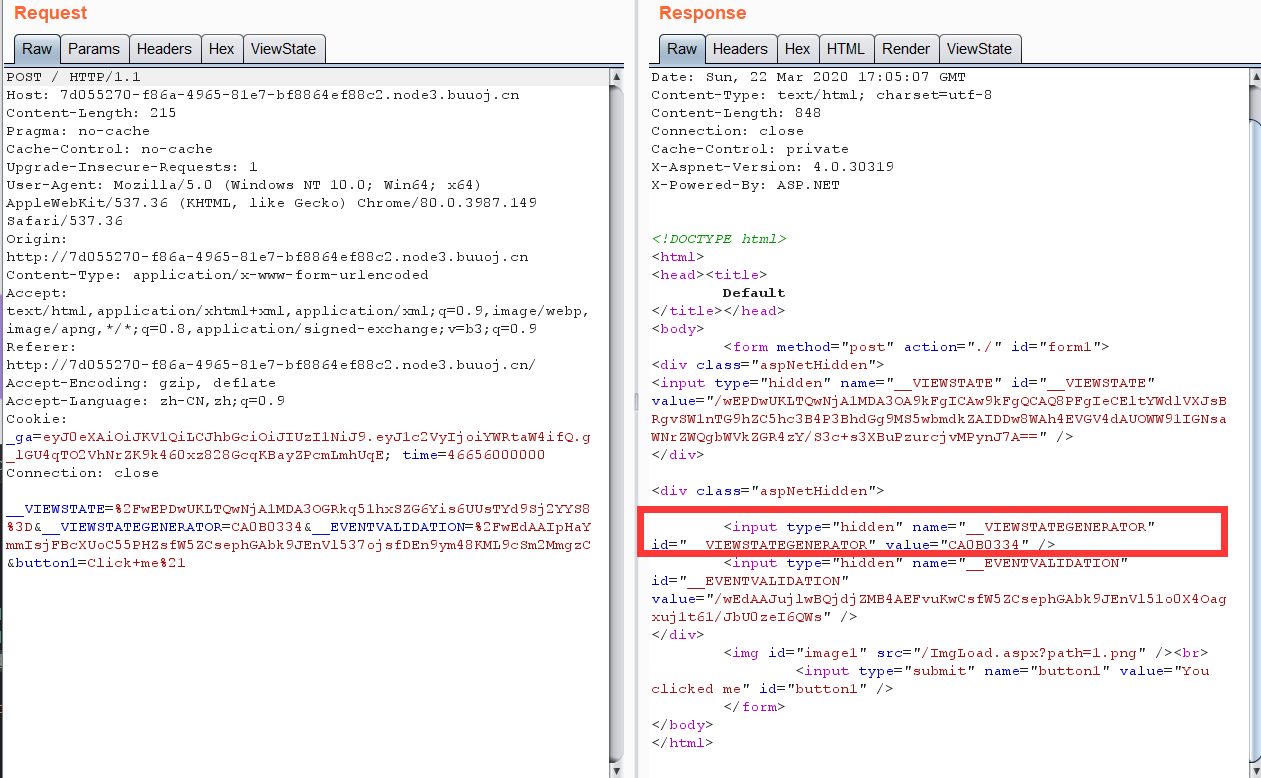 Request
Raw Params Headers Hex ViewState
POST / HTTP/1.1
Host: 7d055270-f86a-4965-81e7-bf8864ef88c2.node3.buuoj.cn
Content-Length: 215
Pragma: no-cache
Cache-Control: no-cache
Upgrade-Insecure-Requests: 1
User-Agent: Mozilla/5.0 (Windows NT 10.0; Win64; x64)
AppleWebKit/537.36 (KHTML, like Gecko) Chrome/80.0.3987.149
Safari/537.36
Origin:
http://7d055270-f86a-4965-81e7-bf8864ef88c2.node3.buuoj.cn
Content-Type: application/x-www-form-urlencoded
Accept:
text/html,application/xhtml+xml,application/xml;q=0.9,image/webp,
image/apng,*/*;q=0.8,application/signed-exchange;v=b3;q=0.9
Referer:
http://7d055270-f86a-4965-81e7-bf8864ef88c2.node3.buuoj.cn/
Accept-Encoding: gzip, deflate
Accept-Language: zh-CN,zh;q=0.9
Cookie:
_ga=eyJ0eXAiOiJKV1QiLCJhbGciOiJIUzI1NiJ9.eyJ1c2VyIjoiYWRtaW4ifQ.g
_lGU4qTO2VhNrZK9k460xz828GcqKBayZPcmLmhUqE; time=46656000000
Connection: close
__VIEWSTATE=%2FwEPDwUKLTQwNjA1MDA3OGRkq51hxSZG6Yis6UUsTYd9Sj2YYS8
%3D&__VIEWSTATEGENERATOR=CA0B0334&__EVENTVALIDATION=%2FwEdAAIpHaY
mmIsjFBcXUoC55PHZsfW5ZCsephGAbk9JEnVl537ojsfDEn9ym48KML9cSm2MmgzC
&button1=Click+me%21
Response
Raw Headers Hex HTML Render ViewState
Date: Sun, 22 Mar 2020 17:05:07 GMT
Content-Type: text/html; charset=utf-8
Content-Length: 848
Connection: close
Cache-Control: private
X-Aspnet-Version: 4.0.30319
X-Powered-By: ASP.NET
<!DOCTYPE html>
<html>
<head><title>
Default
</title></head>
<body>
<form method="post" action="./" id="form1">
<div class="aspNetHidden">
<input type="hidden" name="__VIEWSTATE" id="__VIEWSTATE"
value="/wEPDwUKLTQwNjA1MDA3OA9kFgICAw9kFgQCAQ8PFgIeCEltYWdlVXJsB
RgvSW1nTG9hZC5hc3B4P3BhdGg9MS5wbmdkZAIDDw8WAh4EVGV4dAUOWW91IGNsa
WNrZWQgbWVkZGR4zY/S3c+s3XBuPzurcjvMPynJ7A==" />
</div>
<div class="aspNetHidden">
<input type="hidden" name="__VIEWSTATEGENERATOR"
id="__VIEWSTATEGENERATOR" value="CA0B0334" />
<input type="hidden" name="__EVENTVALIDATION"
id="__EVENTVALIDATION"
value="/wEdAAJujlwBQjdjZMB4AEFvuKwCsfW5ZCsephGAbk9JEnVl51o0X4Oag
xuj1t61/JbU0zeI6QWs" />
</div>
<img id="image1" src="/ImgLoad.aspx?path=1.png" /><br>
<input type="submit" name="button1" value="You
clicked me" id="button1" />
</form>
</body>
</html>